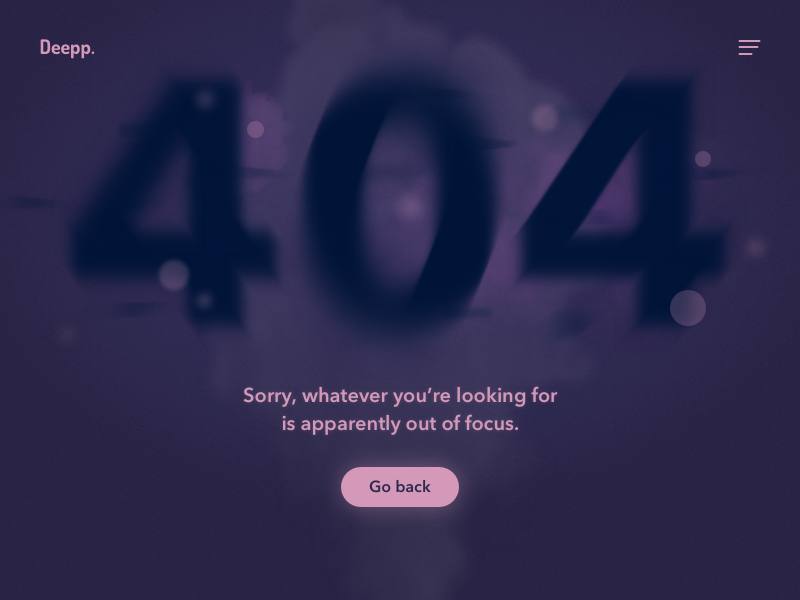 Deepp.
404
Sorry, whatever you’re looking for
is apparently out of focus.
Go back